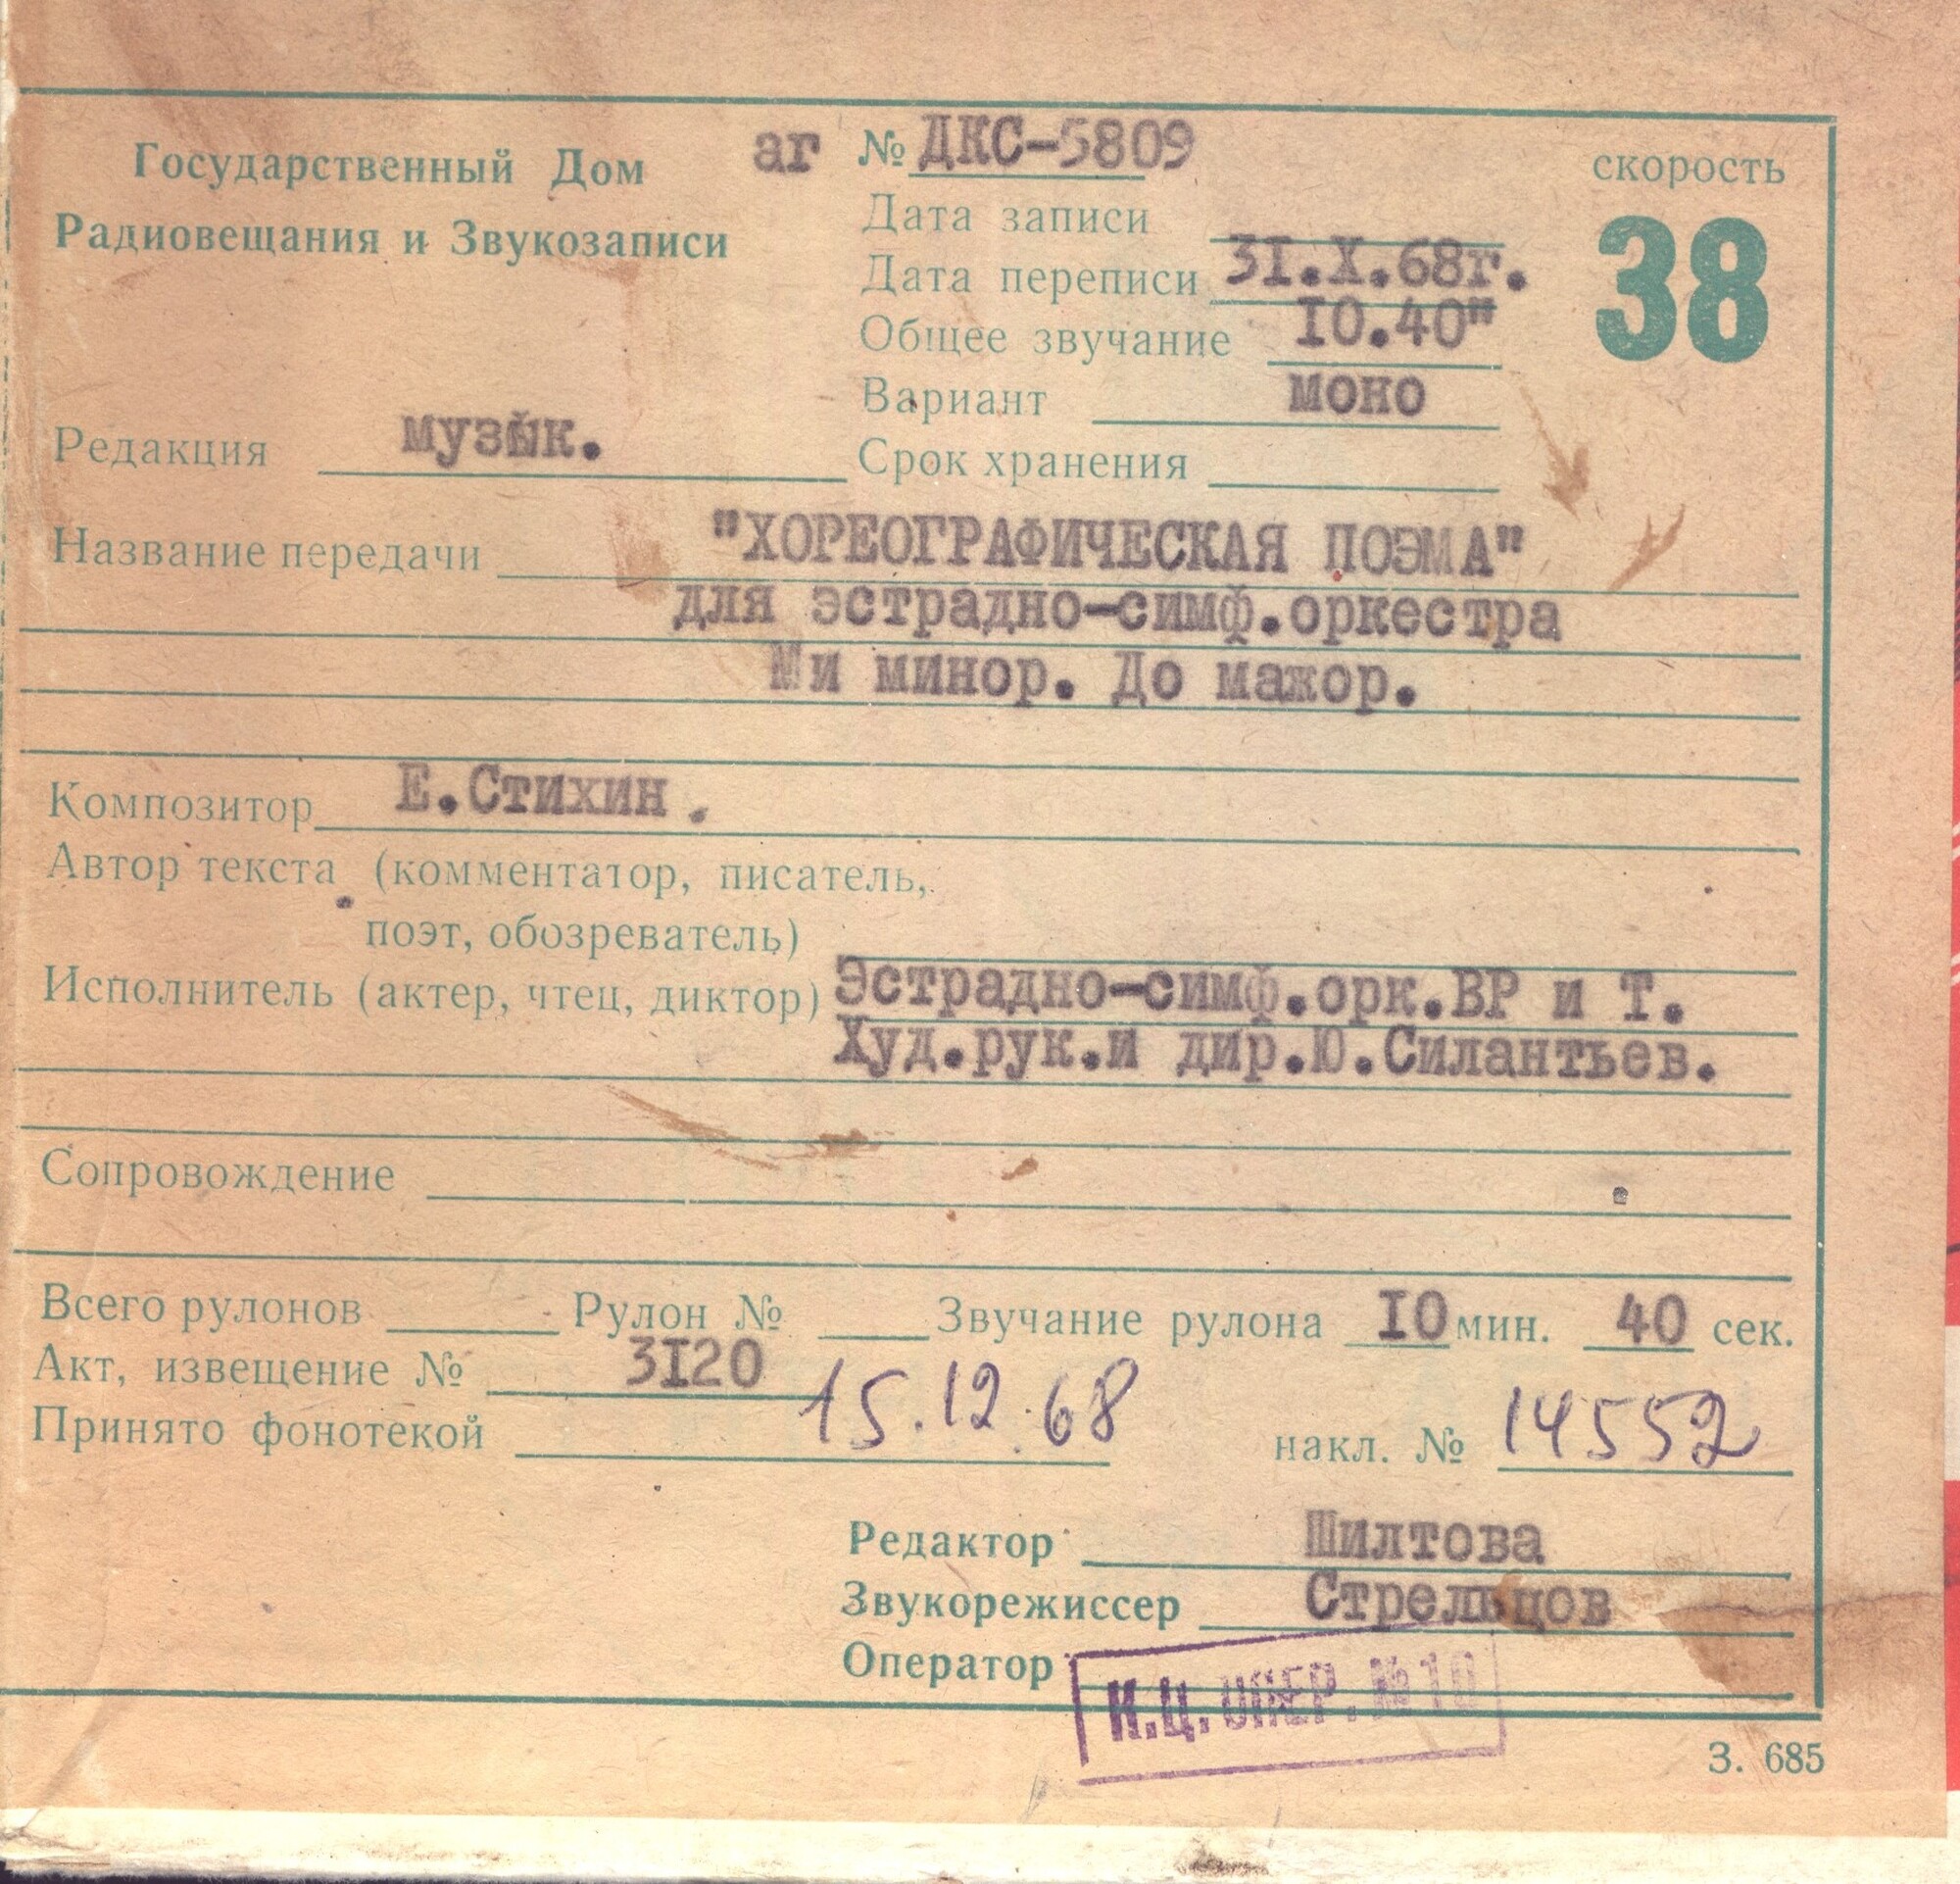 Государственный Дом
Радиовещания и Звукозаписи
аг № ДКС-5809
Дата записи
Дата переписи 31.X.68г.
Общее звучание 10.40"
Вариант моно
Срок хранения
скорость
38
Редакция музык.
Название передачи "ХОРЕОГРАФИЧЕСКАЯ ПОЭМА"
для эстрадно-симф.оркестра
Ми минор. До мажор.
Композитор Е.Стихин.
Автор текста (комментатор, писатель,
поэт, обозреватель)
Исполнитель (актер, чтец, диктор) Эстрадно-симф.орк.ВР и Т.
Худ.рук.и дир.Ю.Силантьев.
Сопровождение
Всего рулонов Рулон № Звучание рулона 10 мин. 40 сек.
Акт, извещение № 3120
Принято фонотекой 15.12.68 накл. № 14552
Редактор Шилтова
Звукорежиссер Стрельцов
Оператор
И.Ц. ОПЕР. №10
З. 685